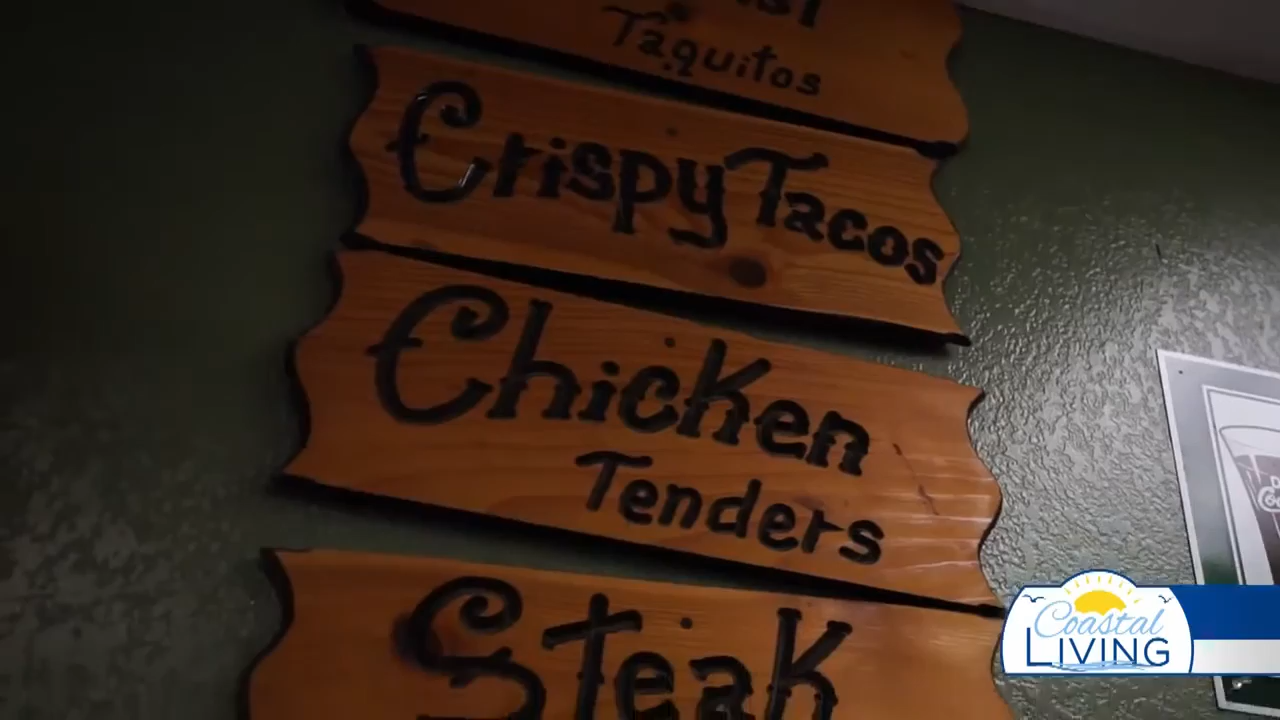 Taquitos
Crispy Tacos
Chicken
Tenders
Steak
Coastal
LIVING